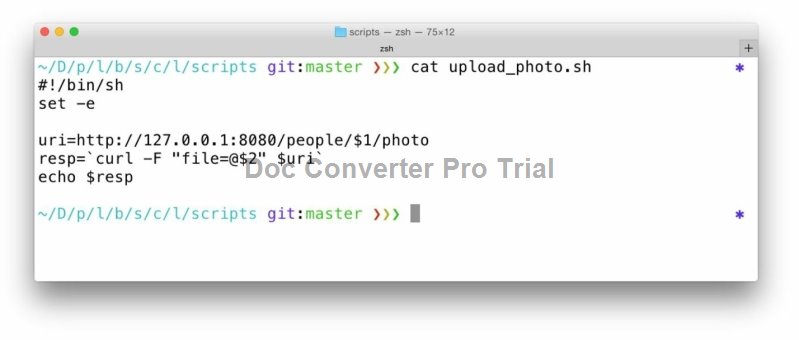 scripts — zsh — 75×12
zsh
+
~/D/p/l/b/s/c/l/scripts git:master ❯❯❯ cat upload_photo.sh *
#!/bin/sh
set -e
uri=http://127.0.0.1:8080/people/$1/photo
resp=`curl -F "file=@$2" $uri`
Doc Converter Pro Trial
echo $resp
~/D/p/l/b/s/c/l/scripts git:master ❯❯❯ *